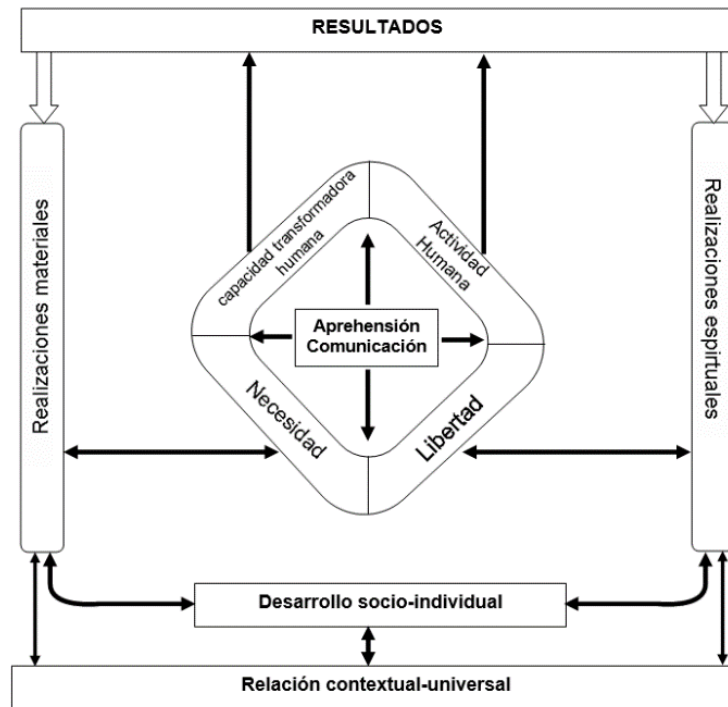 RESULTADOS
Realizaciones materiales
capacidad transformadora
humana
Actividad
Humana
Aprehensión
Comunicación
Necesidad
Libertad
Realizaciones espirtuales
Desarrollo socio-individual
Relación contextual-universal